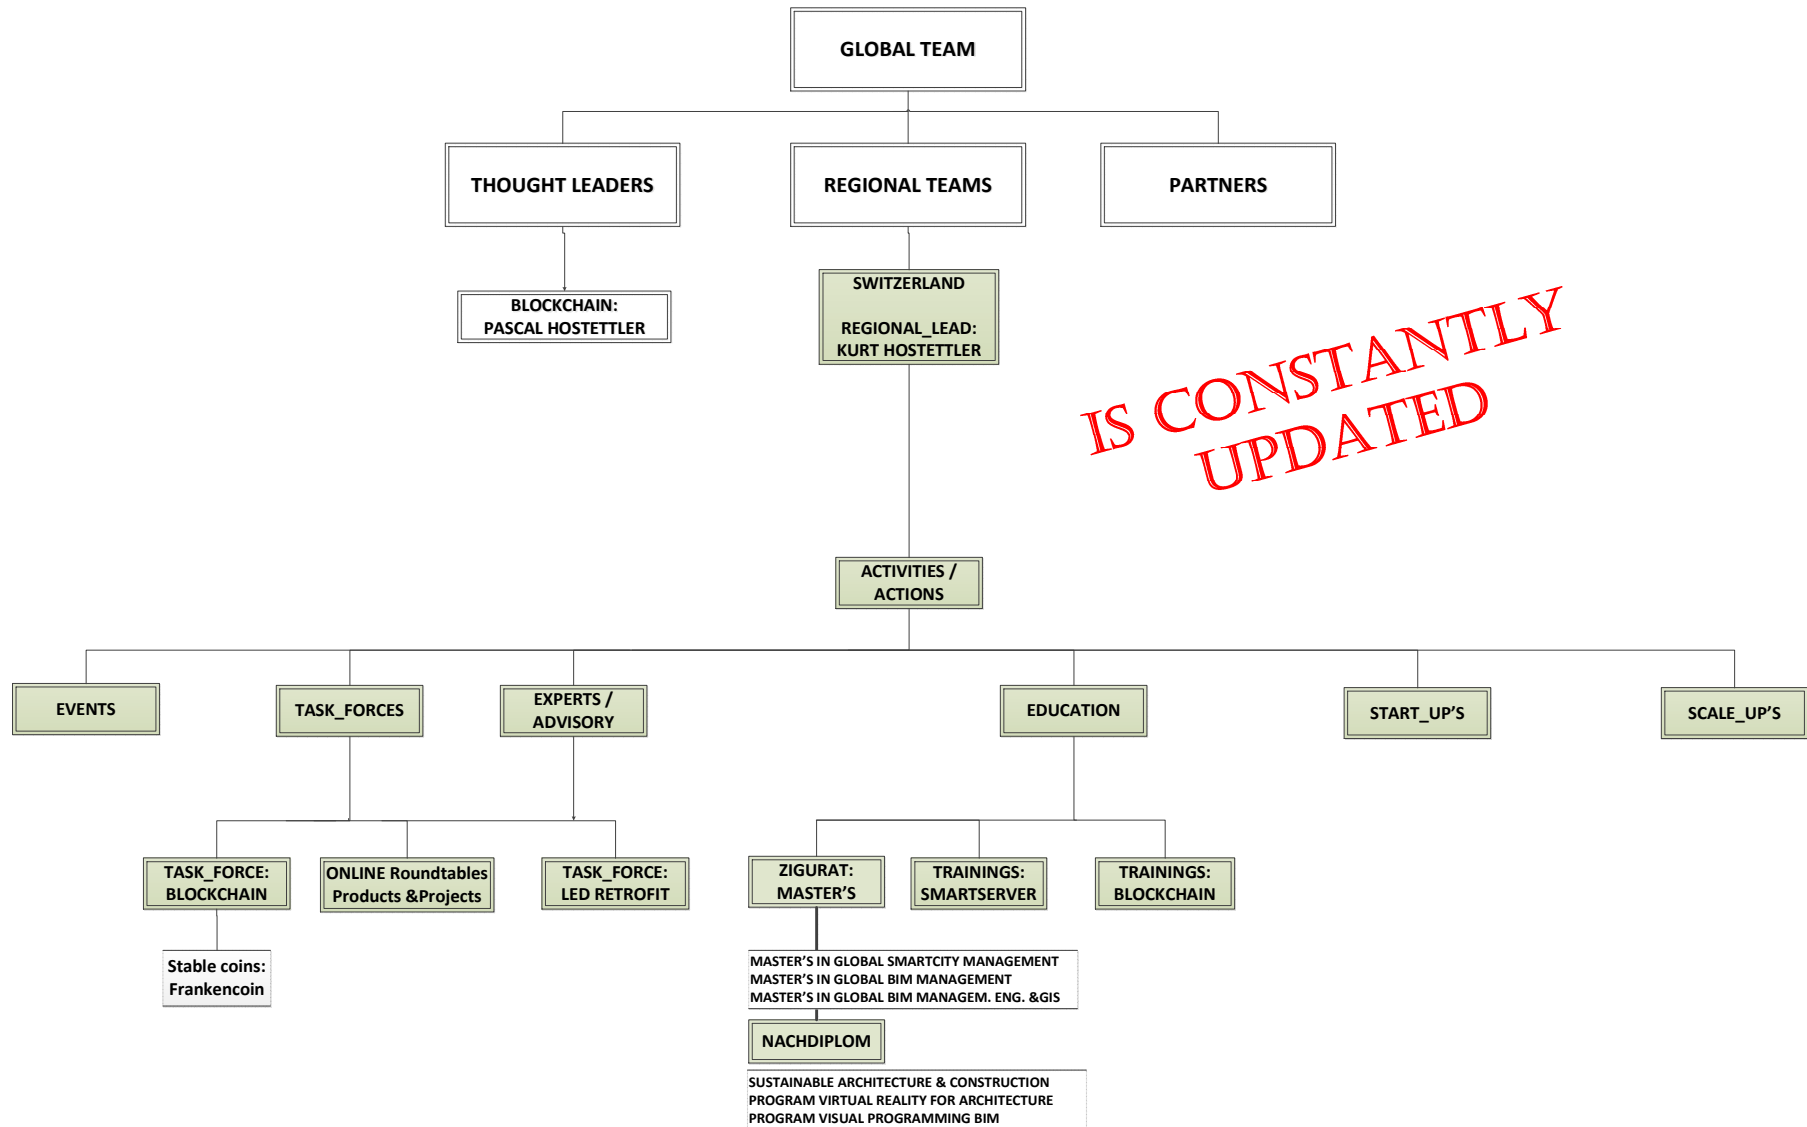 GLOBAL TEAM
THOUGHT LEADERS
REGIONAL TEAMS
PARTNERS
BLOCKCHAIN:
PASCAL HOSTETTLER
SWITZERLAND
REGIONAL_LEAD:
KURT HOSTETTLER
IS CONSTANTLY
UPDATED
ACTIVITIES /
ACTIONS
EVENTS
TASK_FORCES
EXPERTS /
ADVISORY
EDUCATION
START_UP’S
SCALE_UP’S
TASK_FORCE:
BLOCKCHAIN
ONLINE Roundtables
Products &Projects
TASK_FORCE:
LED RETROFIT
ZIGURAT:
MASTER’S
TRAININGS:
SMARTSERVER
TRAININGS:
BLOCKCHAIN
Stable coins:
Frankencoin
MASTER’S IN GLOBAL SMARTCITY MANAGEMENT
MASTER’S IN GLOBAL BIM MANAGEMENT
MASTER’S IN GLOBAL BIM MANAGEM. ENG. &GIS
NACHDIPLOM
SUSTAINABLE ARCHITECTURE & CONSTRUCTION
PROGRAM VIRTUAL REALITY FOR ARCHITECTURE
PROGRAM VISUAL PROGRAMMING BIM